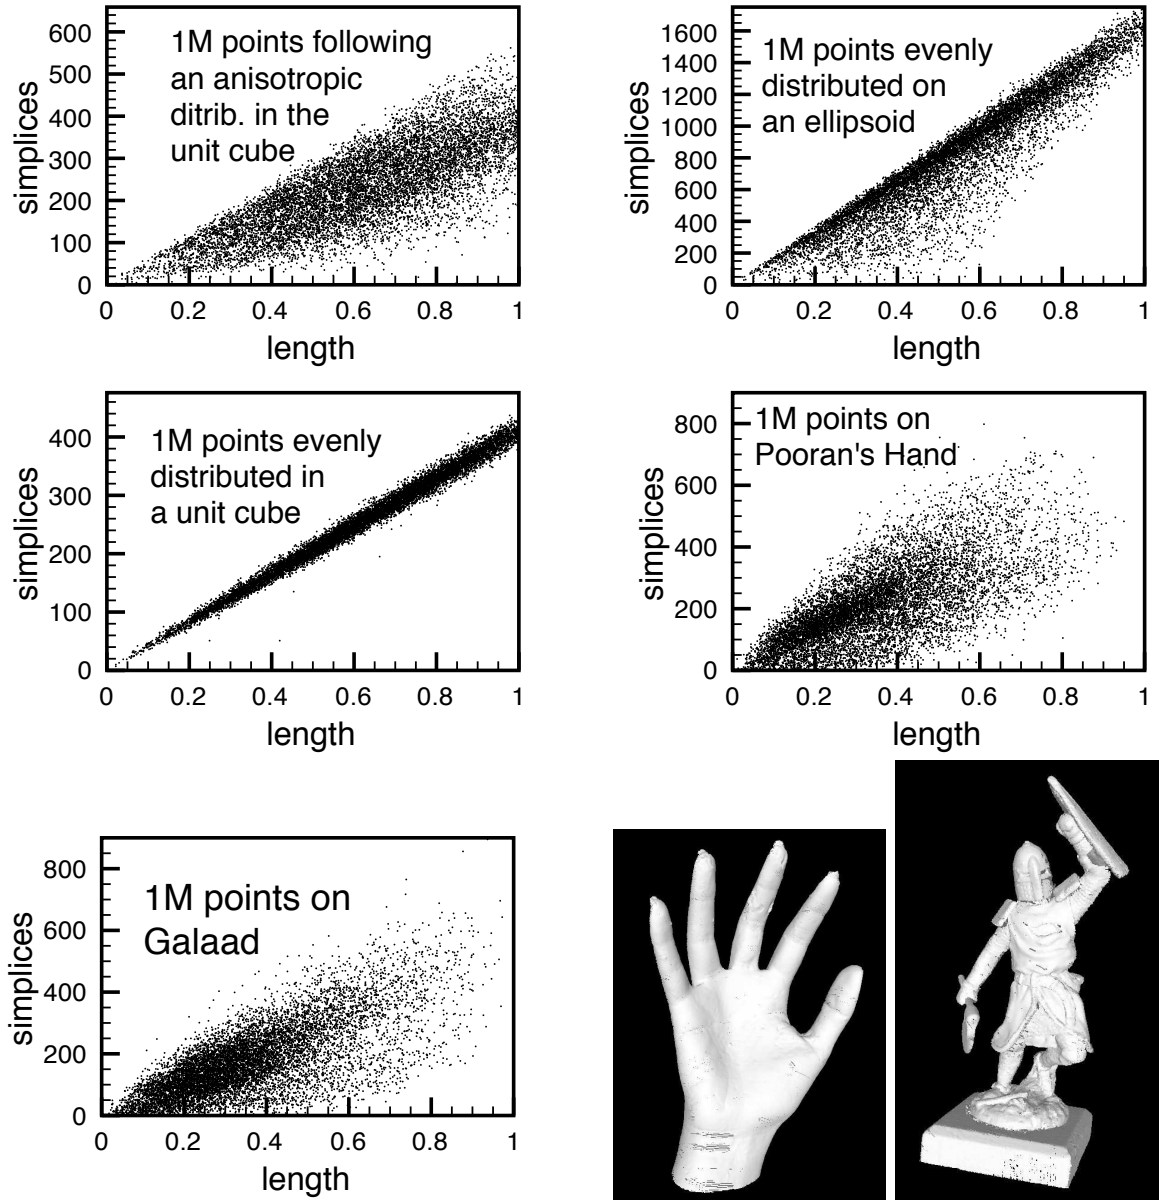 1M points following
an anisotropic
ditrib. in the
unit cube
simplices
600
500
400
300
200
100
0
0 0.2 0.4 0.6 0.8 1
length
1M points evenly
distributed on
an ellipsoid
simplices
1600
1400
1200
1000
800
600
400
200
0
0 0.2 0.4 0.6 0.8 1
length
1M points evenly
distributed in
a unit cube
simplices
400
300
200
100
0
0 0.2 0.4 0.6 0.8 1
length
1M points on
Pooran's Hand
simplices
800
600
400
200
0
0 0.2 0.4 0.6 0.8 1
length
1M points on
Galaad
simplices
800
600
400
200
0
0 0.2 0.4 0.6 0.8 1
length